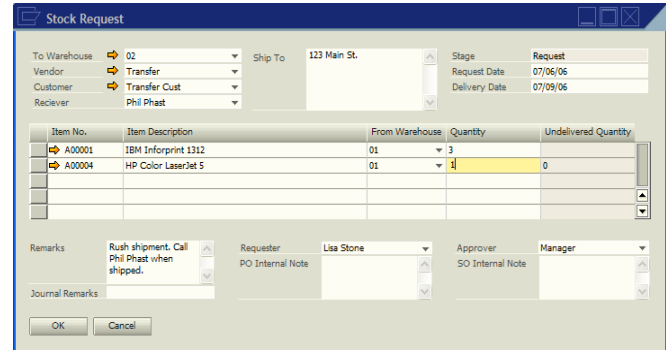 Stock Request
To Warehouse 02
Vendor Transfer
Customer Transfer Cust
Reciever Phil Phast
Ship To 123 Main St.
Stage Request
Request Date 07/06/06
Delivery Date 07/09/06
Item No. Item Description From Warehouse Quantity Undelivered Quantity
A00001 IBM Inforprint 1312 01 3
A00004 HP Color LaserJet 5 01 1 0
Remarks Rush shipment. Call
Phil Phast when
shipped.
Journal Remarks
Requester Lisa Stone
PO Internal Note
Approver Manager
SO Internal Note
OK Cancel